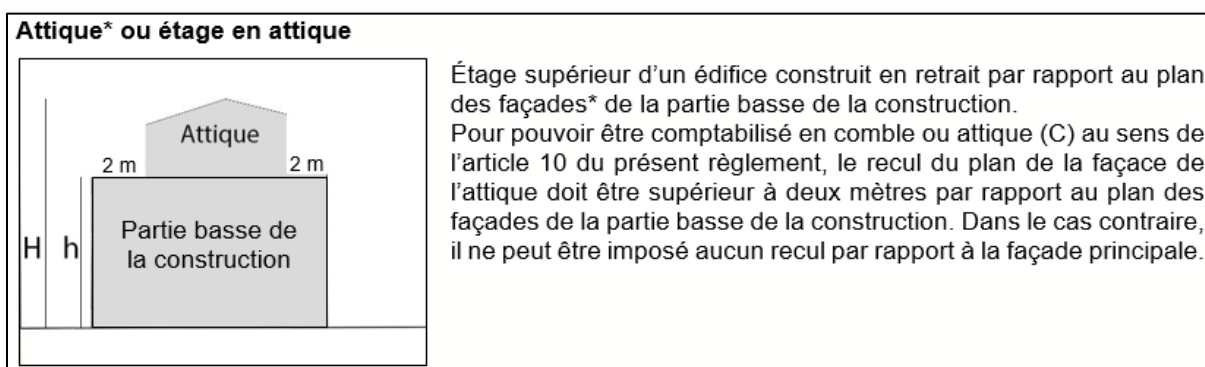 Attique* ou étage en attique
Attique
2 m
2 m
H
h
Partie basse de
la construction
Étage supérieur d’un édifice construit en retrait par rapport au plan
des façades* de la partie basse de la construction.
Pour pouvoir être comptabilisé en comble ou attique (C) au sens de
l’article 10 du présent règlement, le recul du plan de la façace de
l’attique doit être supérieur à deux mètres par rapport au plan des
façades de la partie basse de la construction. Dans le cas contraire,
il ne peut être imposé aucun recul par rapport à la façade principale.